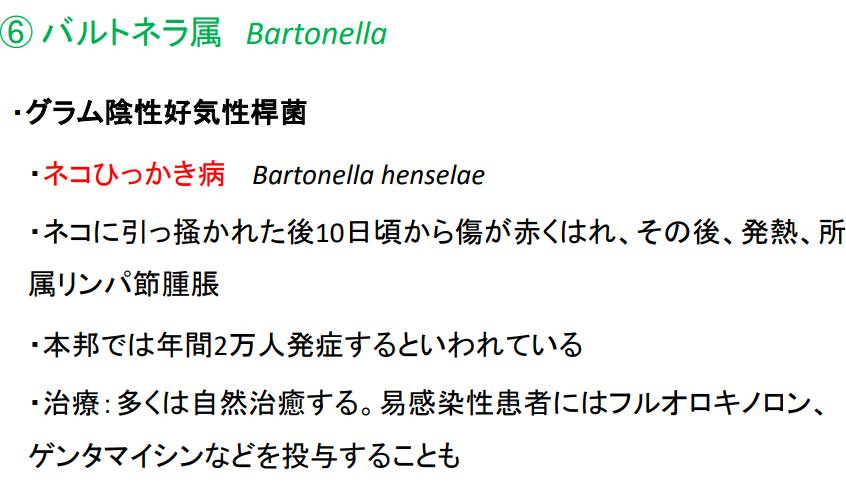 ⑥ バルトネラ属 Bartonella
・グラム陰性好気性桿菌
・ネコひっかき病 Bartonella henselae
・ネコに引っ掻かれた後10日頃から傷が赤くはれ、その後、発熱、所
属リンパ節腫脹
・本邦では年間2万人発症するといわれている
・治療：多くは自然治癒する。易感染性患者にはフルオロキノロン、
ゲンタマイシンなどを投与することも